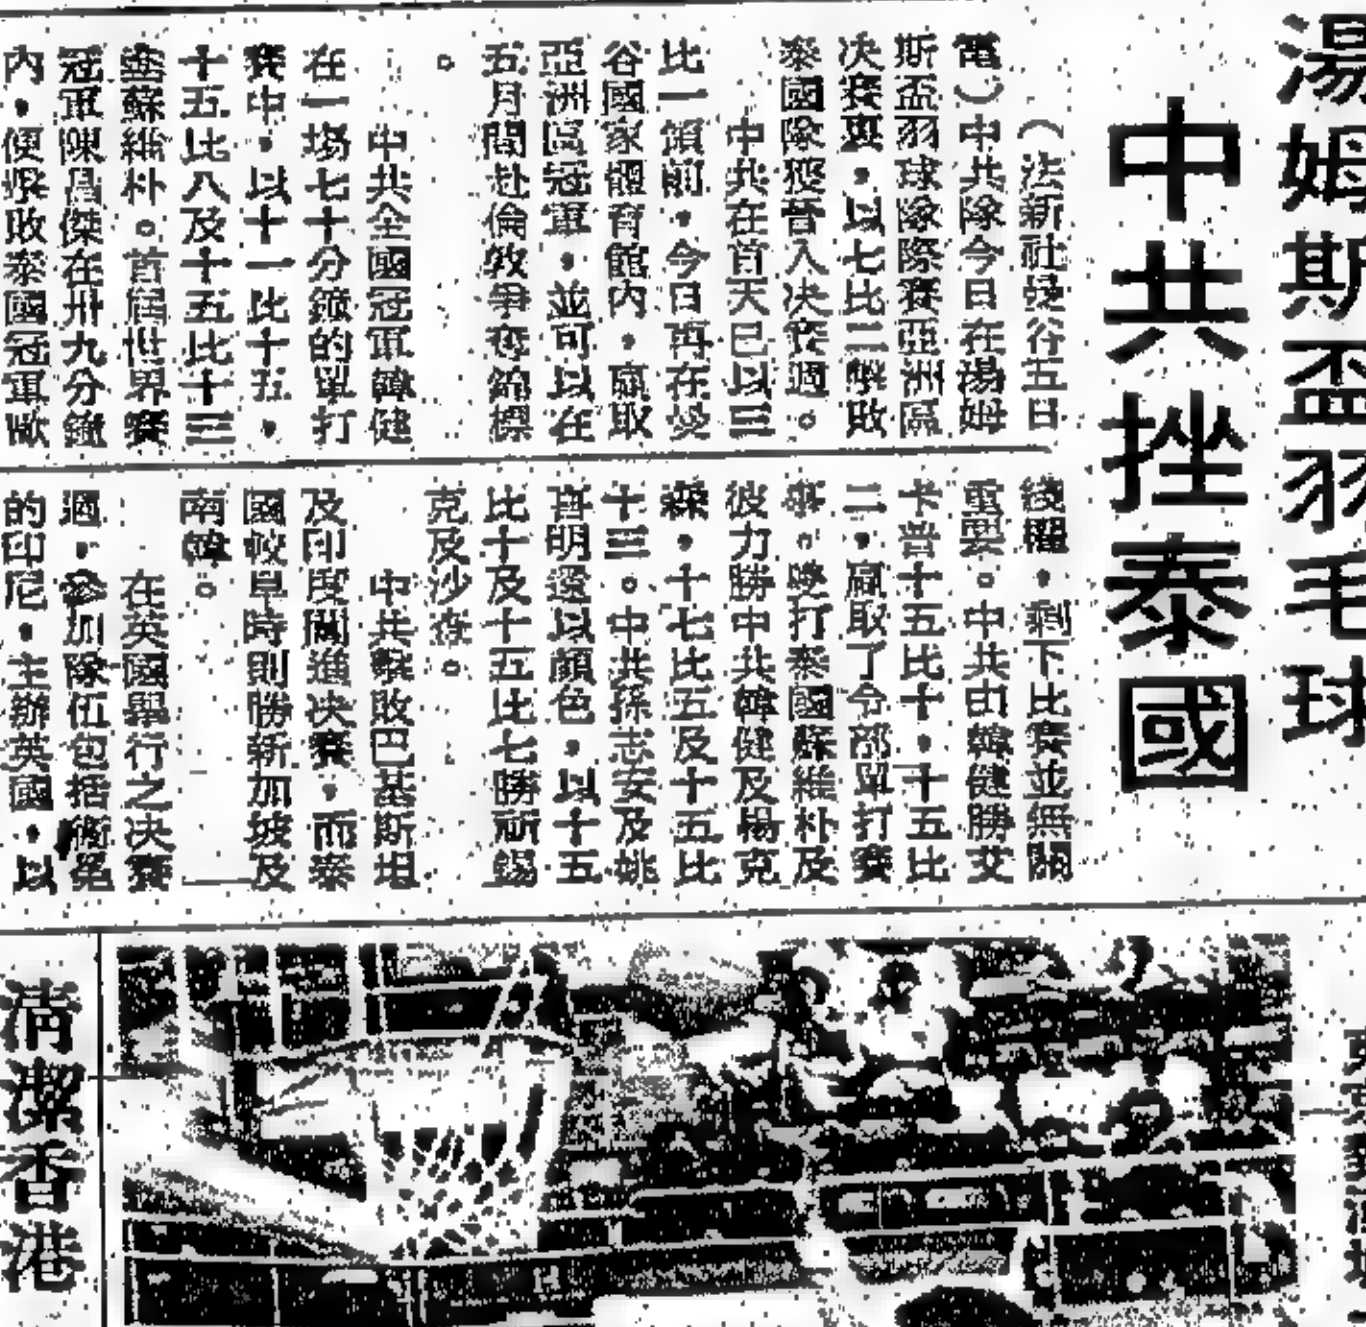 湯姆斯盃羽毛球
中共挫泰國
（法新社曼谷五日
電）中共隊今日在湯姆
斯盃羽球隊際賽亞洲區
决賽裏，以七比二擊敗
泰國隊獲晉入决賽週。
中共在首天已以三
比一領前，今日再在曼
谷國家體育館內，贏取
亞洲區冠軍，並可以在
五月間赴倫敦爭奪錦標
。
中共全國冠軍韓健
在一場七十分鐘的單打
賽中，以十一比十五，
十五比八及十五比十三
蘇維朴。首屆世界賽
冠軍陳昌傑在卅九分鐘
內，便擊敗泰國冠軍
，剩下比賽並無關
重要。中共由韓健勝艾
卡普十五比十，十五比
二，贏取了令部單打賽
事。雙打泰國蘇維朴及
彼力勝中共韓健及楊克
森，十七比五及十五比
十三。中共孫志安及姚
喜明還以顏色，以十五
比十及十五比七勝頎錫
克及沙
中共擊敗巴基斯坦
及印度闖進决賽，而泰
國較早時則勝新加坡及
南韓。
在英國舉行之决賽
週，參加隊伍包括衞冕
的印尼，主辦英國，以
清潔香港